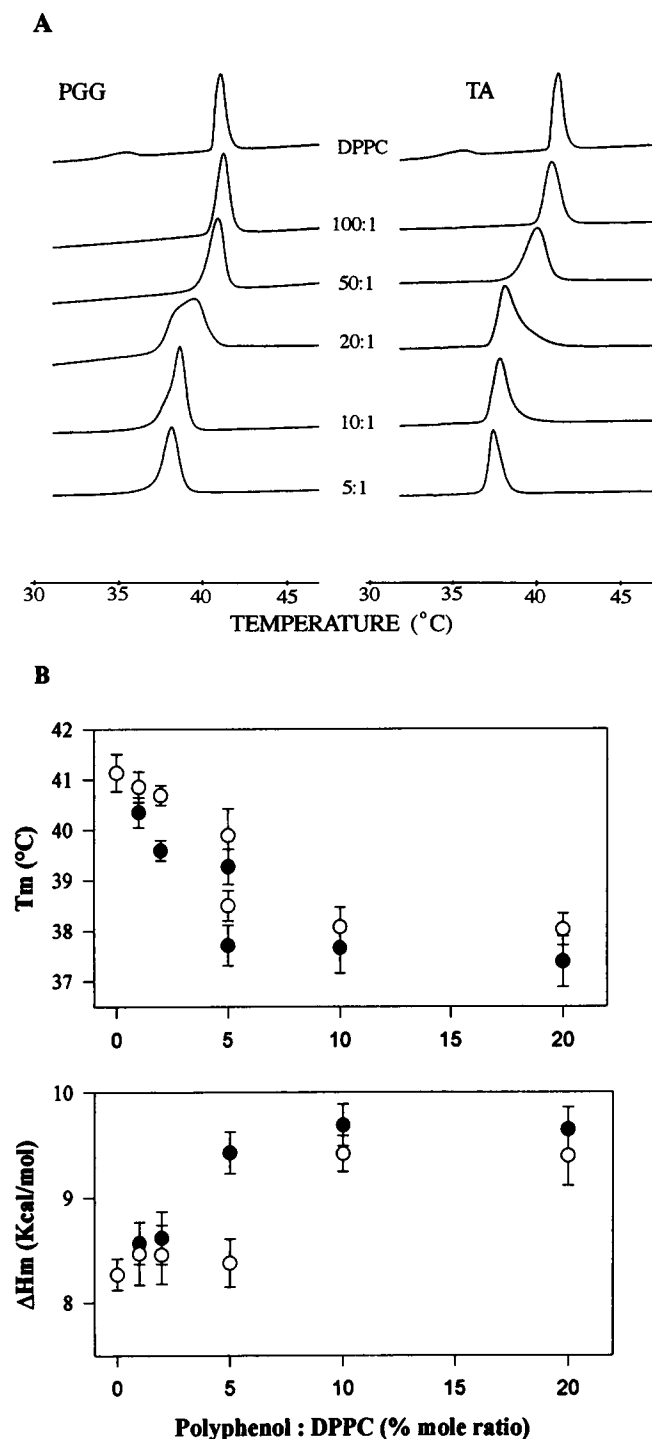 A
PGG
TA
DPPC
100:1
50:1
20:1
10:1
5:1
30 35 40 45 30 35 40 45
TEMPERATURE (°C)
B
42
41
40
39
38
37
Tm (°C)
0 5 10 15 20
10
9
8
ΔHm (Kcal/mol)
0 5 10 15 20
Polyphenol : DPPC (% mole ratio)